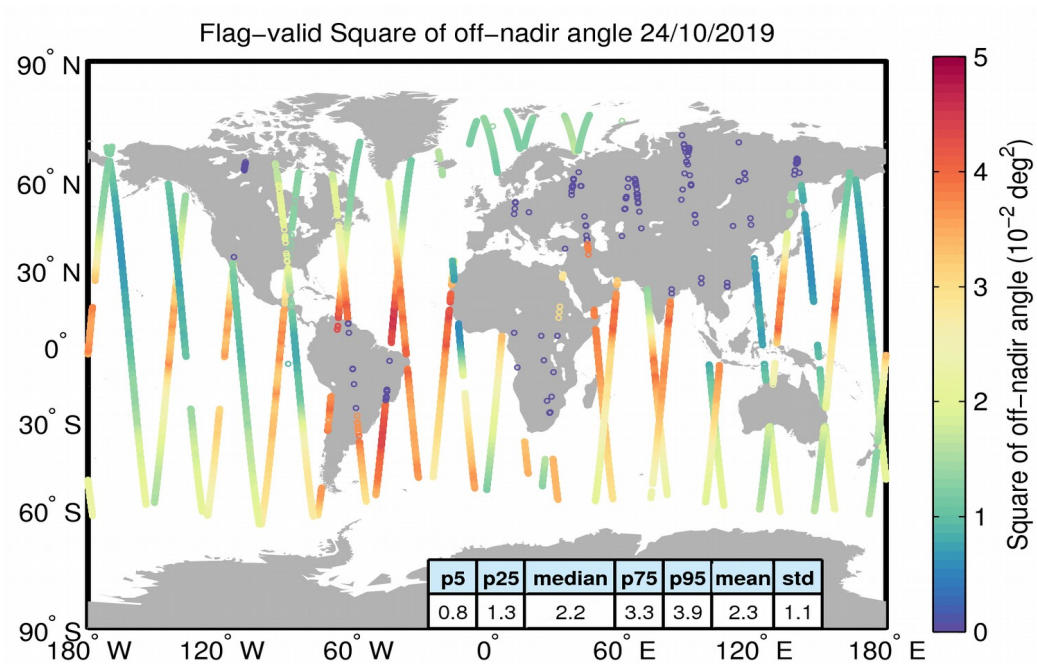 Flag−valid Square of off−nadir angle 24/10/2019
90° N
60° N
30° N
0°
30° S
60° S
90° S
180° W
120° W
60° W
0°
60° E
120° E
180° E
p5 p25 median p75 p95 mean std
0.8 1.3 2.2 3.3 3.9 2.3 1.1
5
4
3
2
1
0
Square of off−nadir angle (10⁻² deg²)